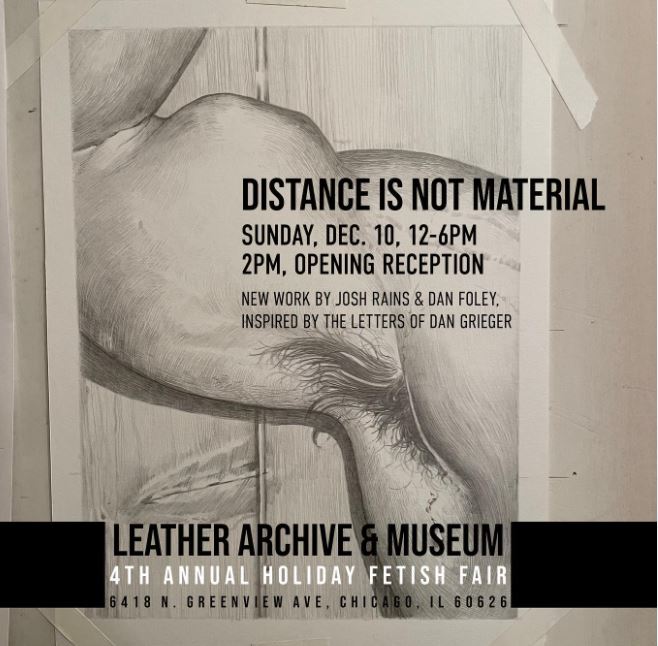 DISTANCE IS NOT MATERIAL
SUNDAY, DEC. 10, 12-6PM
2PM, OPENING RECEPTION
NEW WORK BY JOSH RAINS & DAN FOLEY,
INSPIRED BY THE LETTERS OF DAN GRIEGER
LEATHER ARCHIVE & MUSEUM
4TH ANNUAL HOLIDAY FETISH FAIR
6418 N. GREENVIEW AVE, CHICAGO, IL 60626